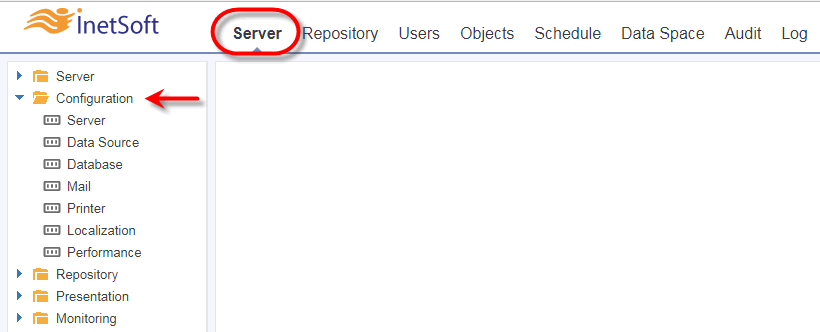 InetSoft
Server Repository Users Objects Schedule Data Space Audit Log
Server
Configuration
Server
Data Source
Database
Mail
Printer
Localization
Performance
Repository
Presentation
Monitoring